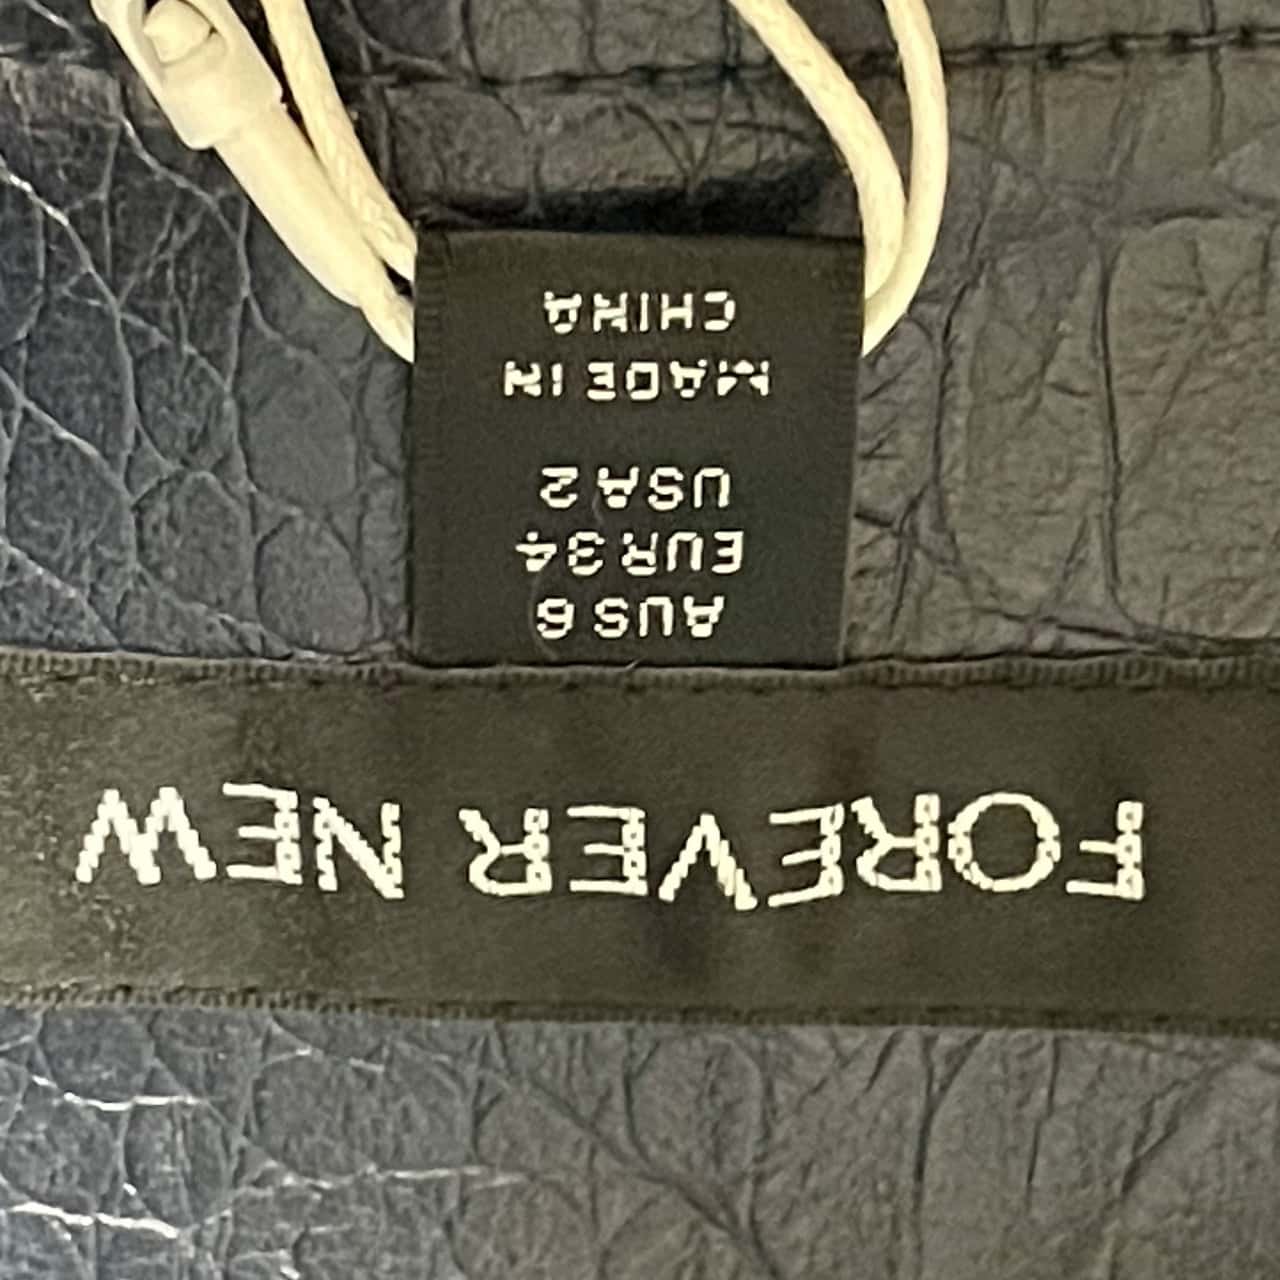 FOREVER NEW
AUS 6
EUR 34
USA 2
MADE IN
CHINA